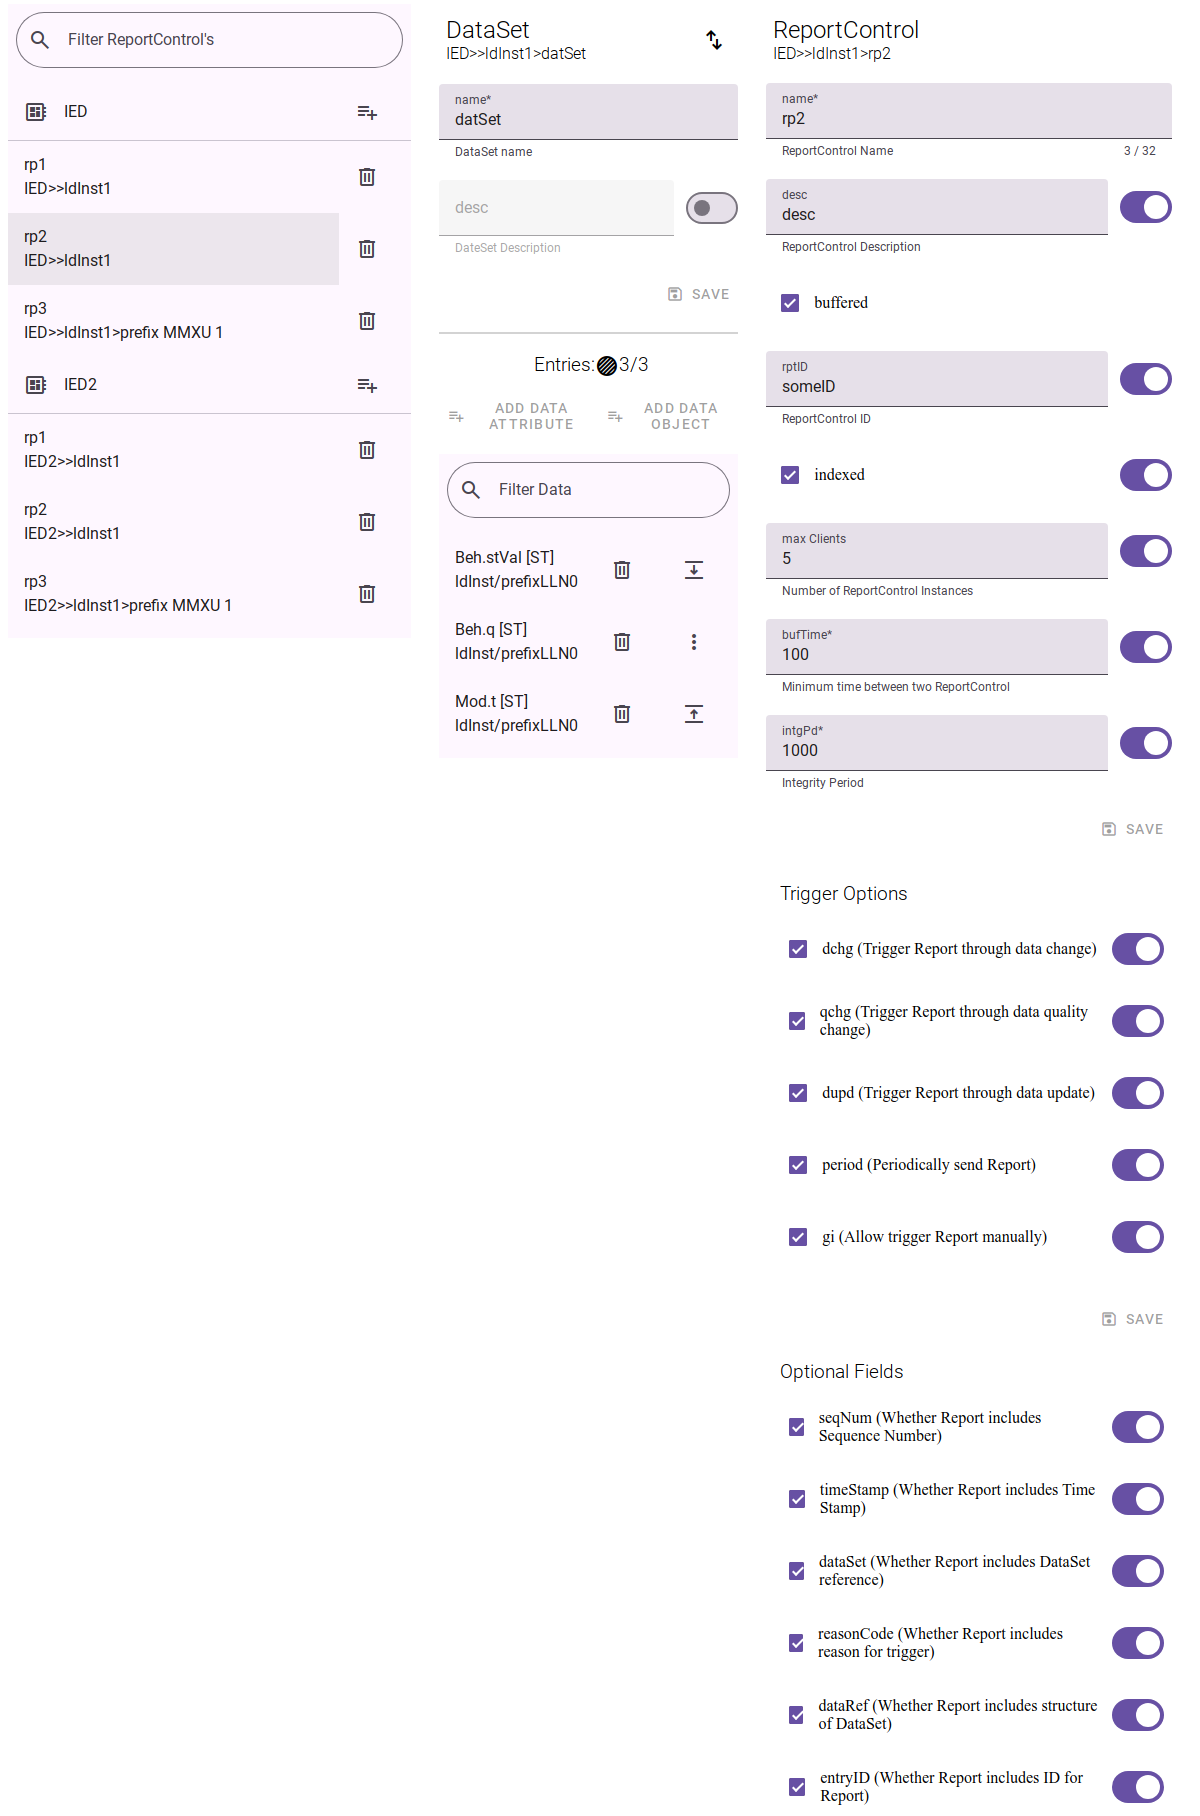 Filter ReportControl's
IED
rp1
IED>>ldInst1
rp2
IED>>ldInst1
rp3
IED>>ldInst1>prefix MMXU 1
IED2
rp1
IED2>>ldInst1
rp2
IED2>>ldInst1
rp3
IED2>>ldInst1>prefix MMXU 1
DataSet
IED>>ldInst1>datSet
name*
datSet
DataSet name
desc
DateSet Description
SAVE
Entries: 3/3
ADD DATA
ATTRIBUTE
ADD DATA
OBJECT
Filter Data
Beh.stVal [ST]
ldInst/prefixLLN0
Beh.q [ST]
ldInst/prefixLLN0
Mod.t [ST]
ldInst/prefixLLN0
ReportControl
IED>>ldInst1>rp2
name*
rp2
ReportControl Name 3 / 32
desc
desc
ReportControl Description
buffered
rptID
someID
ReportControl ID
indexed
max Clients
5
Number of ReportControl Instances
bufTime*
100
Minimum time between two ReportControl
intgPd*
1000
Integrity Period
SAVE
Trigger Options
dchg (Trigger Report through data change)
qchg (Trigger Report through data quality
change)
dupd (Trigger Report through data update)
period (Periodically send Report)
gi (Allow trigger Report manually)
SAVE
Optional Fields
seqNum (Whether Report includes
Sequence Number)
timeStamp (Whether Report includes Time
Stamp)
dataSet (Whether Report includes DataSet
reference)
reasonCode (Whether Report includes
reason for trigger)
dataRef (Whether Report includes structure
of DataSet)
entryID (Whether Report includes ID for
Report)